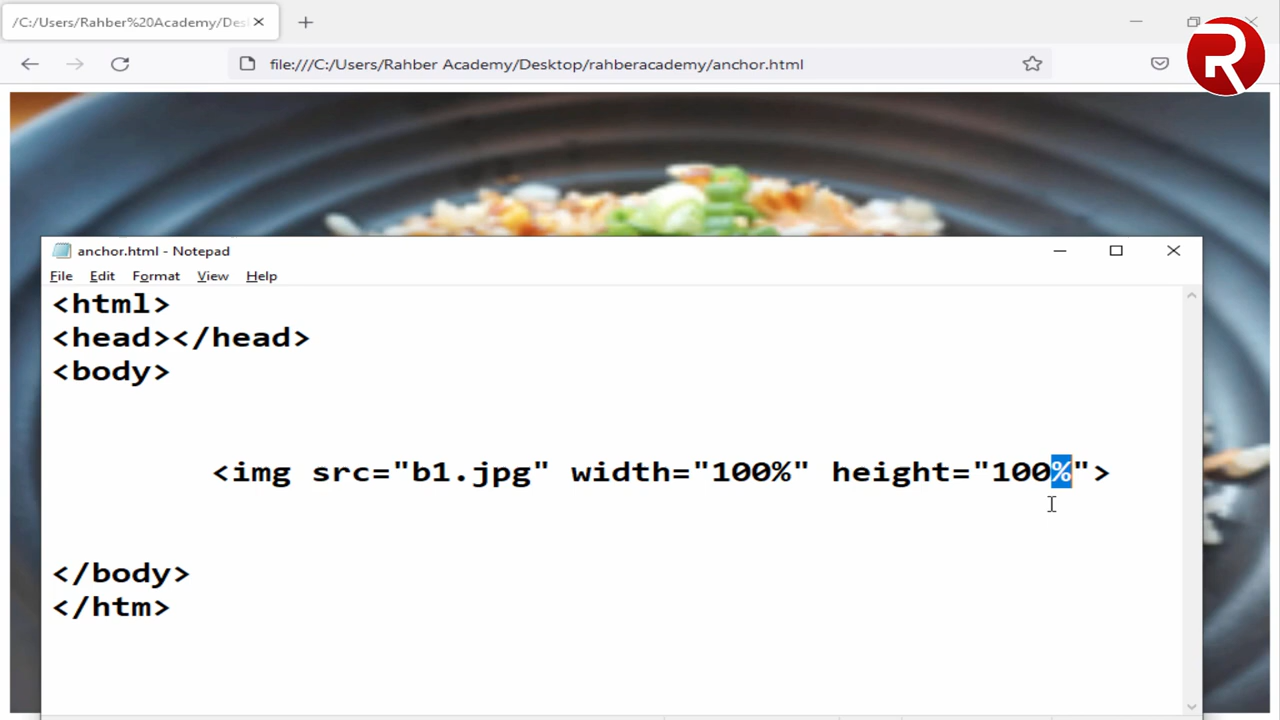 /C:/Users/Rahber%20Academy/Des
file:///C:/Users/Rahber Academy/Desktop/rahberacademy/anchor.html
R
anchor.html - Notepad
File Edit Format View Help
<html>
<head></head>
<body>
<img src="b1.jpg" width="100%" height="100%">
</body>
</htm>